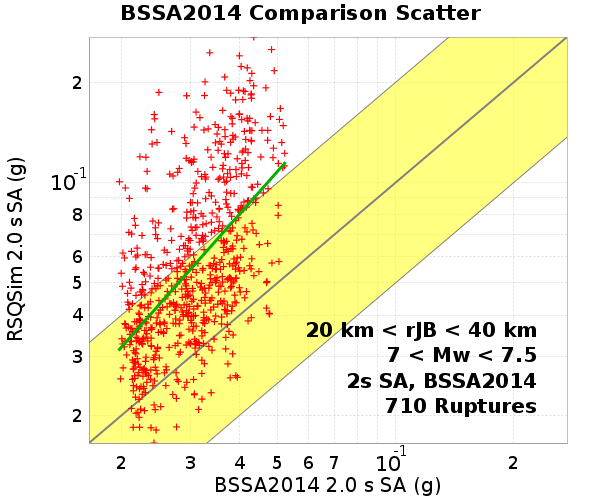 BSSA2014 Comparison Scatter
RSQSim 2.0 s SA (g)
2
10-1
8
6
5
4
3
2
20 km < rJB < 40 km
7 < Mw < 7.5
2s SA, BSSA2014
710 Ruptures
2 3 4 5 6 7 10-1 2
BSSA2014 2.0 s SA (g)